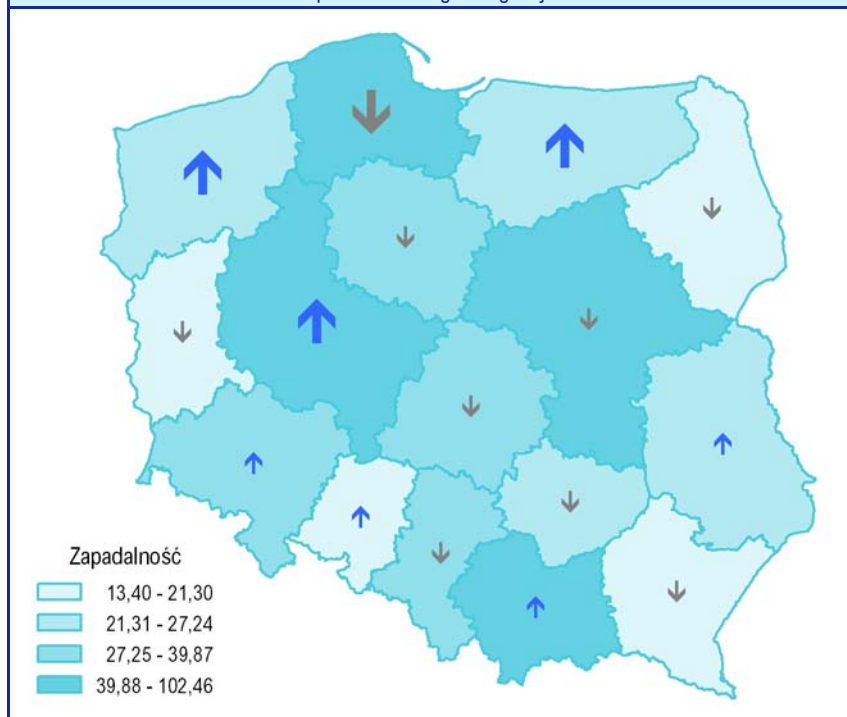 Zapadalność
13,40 - 21,30
21,31 - 27,24
27,25 - 39,87
39,88 - 102,46